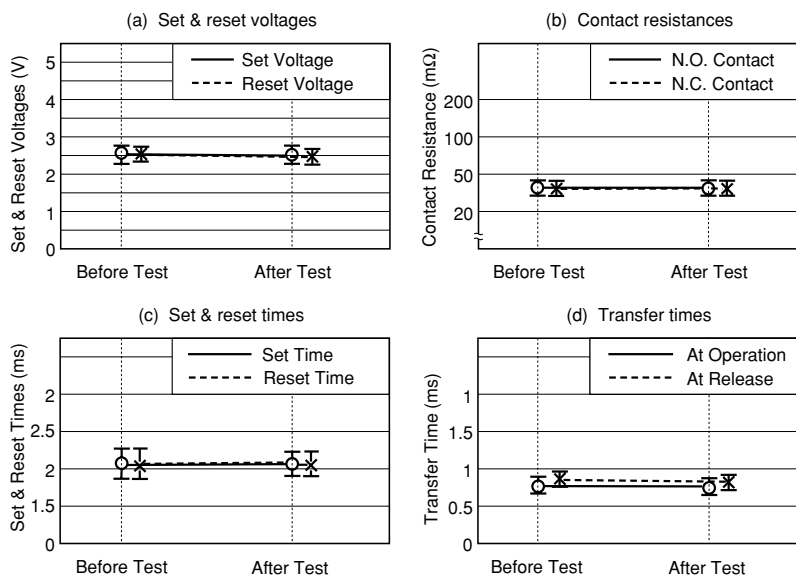 (a) Set & reset voltages
Set & Reset Voltages (V)
5
4
3
2
1
0
Set Voltage
Reset Voltage
Before Test
After Test
(b) Contact resistances
Contact Resistance (mΩ)
200
100
50
20
N.O. Contact
N.C. Contact
Before Test
After Test
(c) Set & reset times
Set & Reset Times (ms)
2
2.5
2
1.5
0
Set Time
Reset Time
Before Test
After Test
(d) Transfer times
Transfer Time (ms)
1
1.5
1
0.5
0
At Operation
At Release
Before Test
After Test